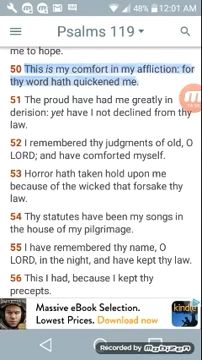 48% 12:01 AM
Psalms 119
me to hope.
50 This is my comfort in my affliction: for
thy word hath quickened me.
51 The proud have had me greatly in
derision: yet have I not declined from thy
law.
52 I remembered thy judgments of old, O
LORD; and have comforted myself.
53 Horror hath taken hold upon me
because of the wicked that forsake thy
law.
54 Thy statutes have been my songs in
the house of my pilgrimage.
55 I have remembered thy name, O
LORD, in the night, and have kept thy law.
56 This I had, because I kept thy
precepts.
Massive eBook Selection.
Lowest Prices. Download now
kindle
Recorded by
Mobizen